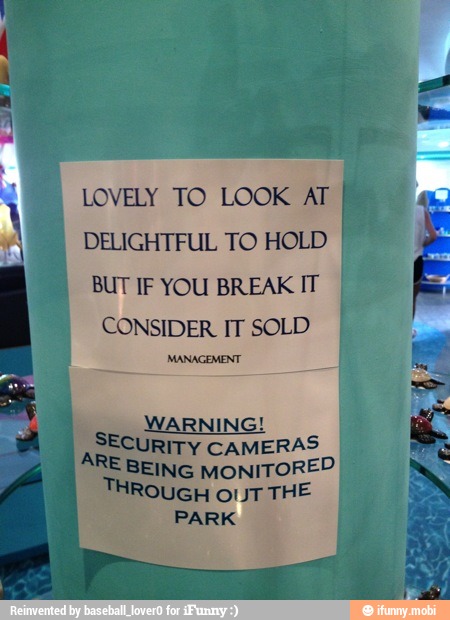 LOVELY TO LOOK AT
DELIGHTFUL TO HOLD
BUT IF YOU BREAK IT
CONSIDER IT SOLD
MANAGEMENT
WARNING!
SECURITY CAMERAS
ARE BEING MONITORED
THROUGH OUT THE
PARK
Reinvented by baseball_lover0 for iFunny :)
ifunny.mobi